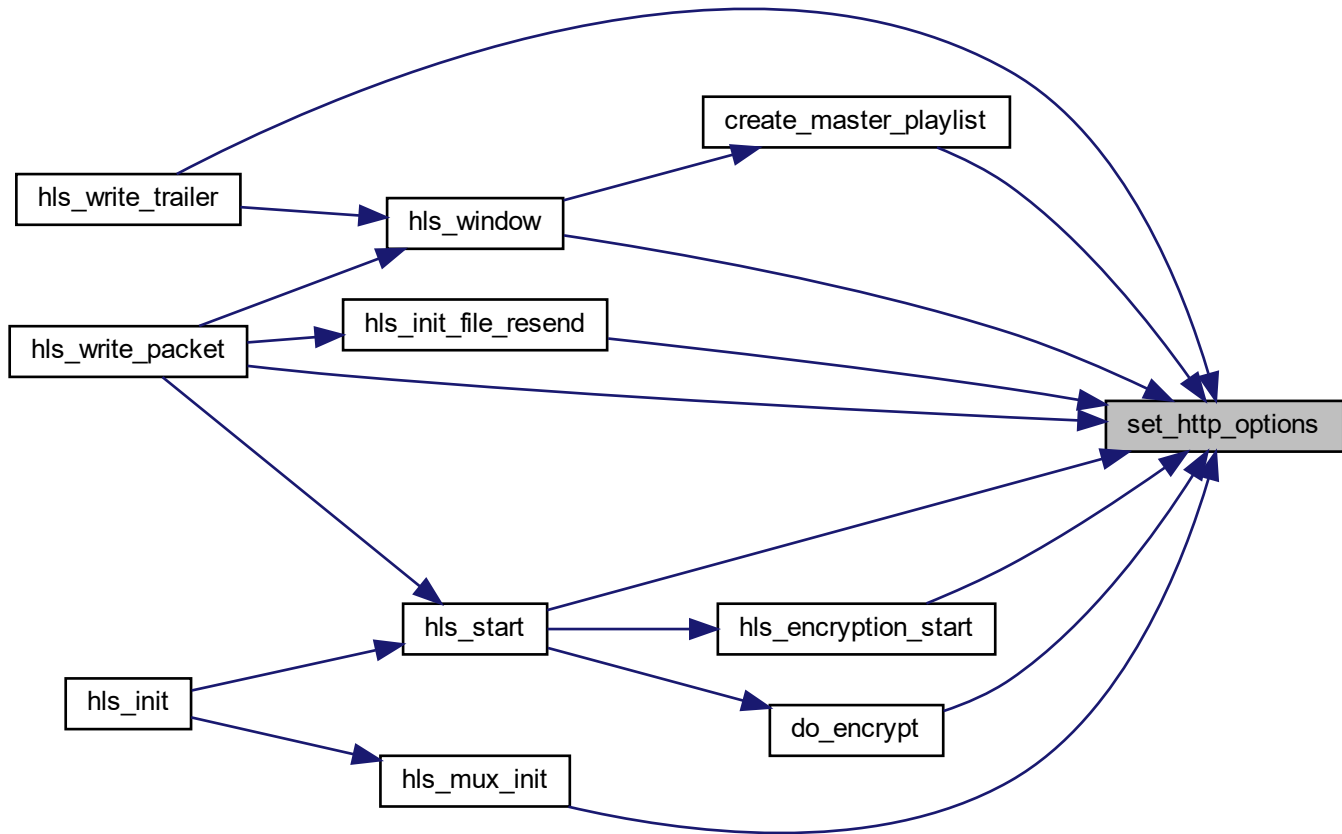 create_master_playlist
hls_write_trailer
hls_window
hls_init_file_resend
hls_write_packet
set_http_options
hls_start
hls_encryption_start
hls_init
do_encrypt
hls_mux_init